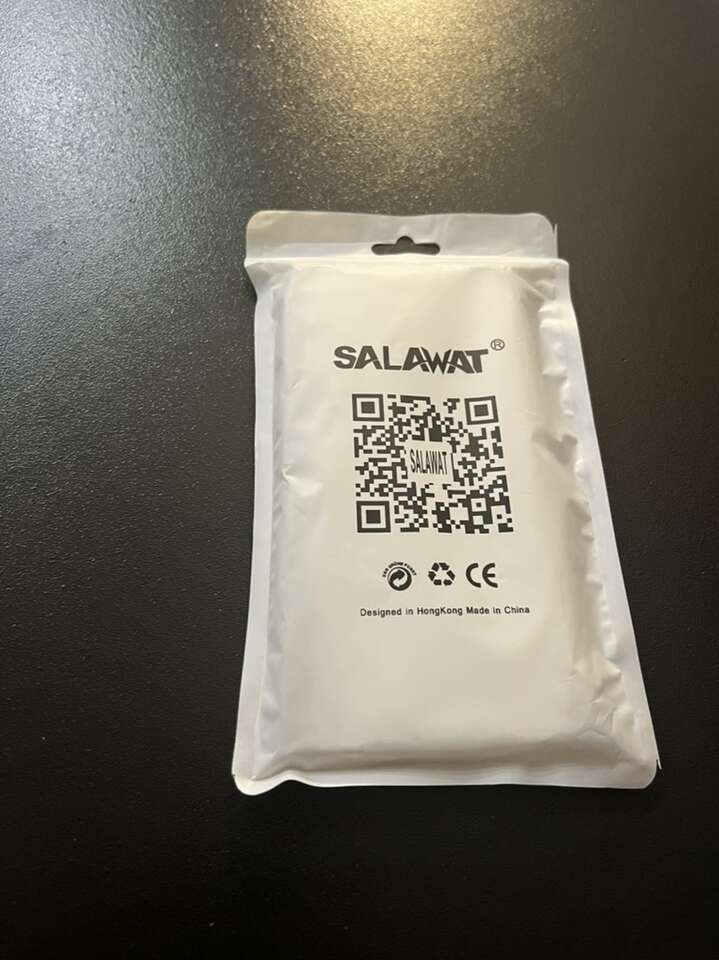 SALAWAT®
SALAWAT
CE
Designed in HongKong Made in China